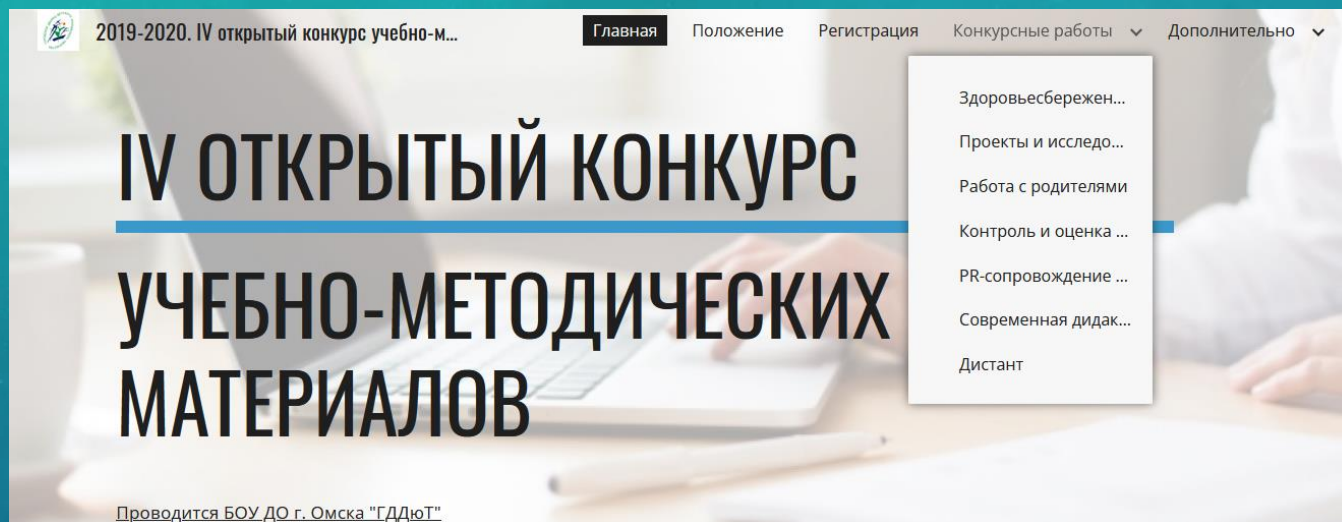 2019-2020. IV открытый конкурс учебно-м...
Главная
Положение
Регистрация
Конкурсные работы
Дополнительно
Здоровьесбережен...
Проекты и исследо...
Работа с родителями
Контроль и оценка ...
PR-сопровождение ...
Современная дидак...
Дистант
IV ОТКРЫТЫЙ КОНКУРС
УЧЕБНО-МЕТОДИЧЕСКИХ
МАТЕРИАЛОВ
Проводится БОУ ДО г. Омска "ГДДюТ"